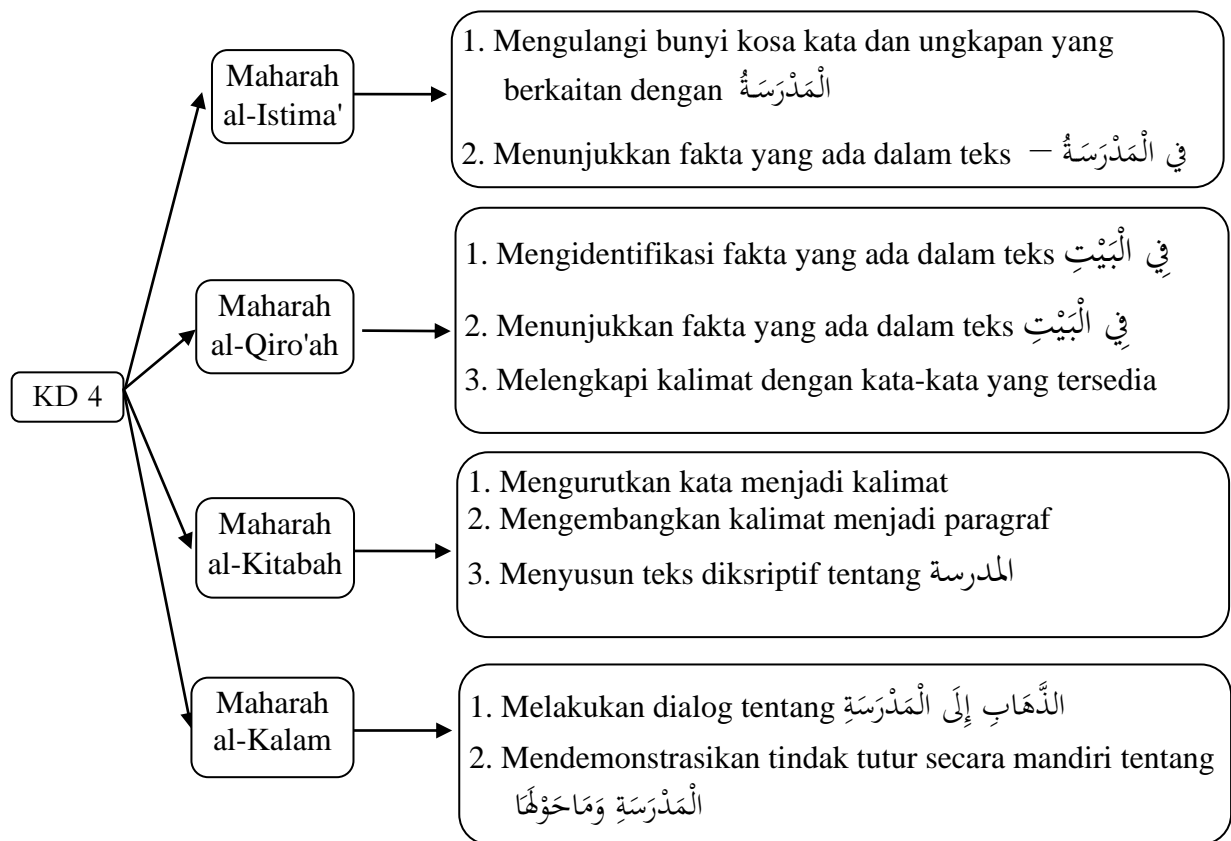 KD 4
Maharah
al-Istima'
1. Mengulangi bunyi kosa kata dan ungkapan yang
berkaitan dengan الْمَدْرَسَةُ
2. Menunjukkan fakta yang ada dalam teks – في الْمَدْرَسَةُ
Maharah
al-Qiro'ah
1. Mengidentifikasi fakta yang ada dalam teks فِي الْبَيْتِ
2. Menunjukkan fakta yang ada dalam teks فِي الْبَيْتِ
3. Melengkapi kalimat dengan kata-kata yang tersedia
Maharah
al-Kitabah
1. Mengurutkan kata menjadi kalimat
2. Mengembangkan kalimat menjadi paragraf
3. Menyusun teks diksriptif tentang المدرسة
Maharah
al-Kalam
1. Melakukan dialog tentang الذَّهَابِ إِلَى الْمَدْرَسَةِ
2. Mendemonstrasikan tindak tutur secara mandiri tentang
الْمَدْرَسَةِ وَمَاحَوْلَهَا